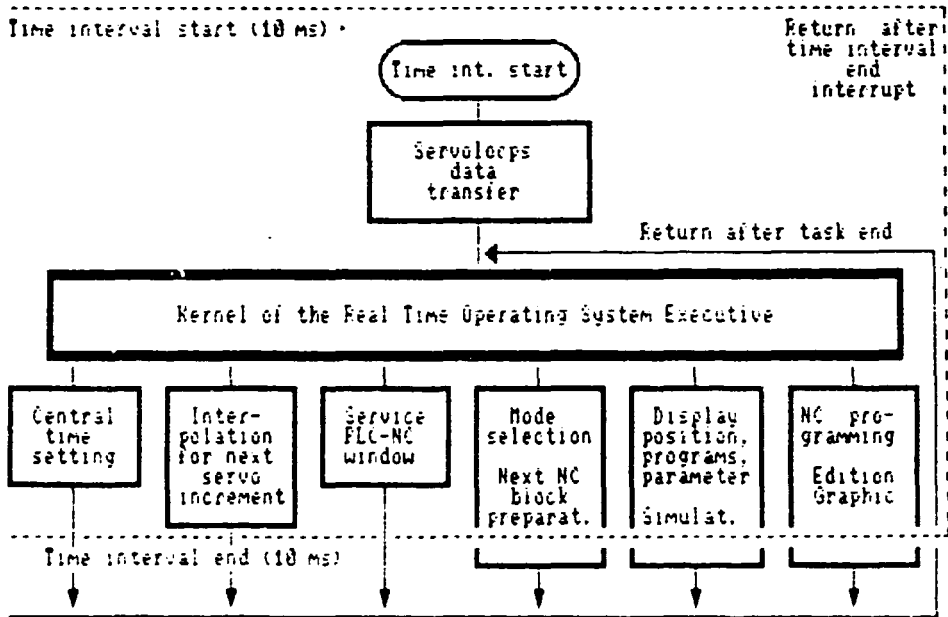 Time interval start (10 ms)
Return after
time interval
end
interrupt
Time int. start
Servoloops
data
transfer
Return after task end
Kernel of the Real Time Operating System Executive
Central
time
setting
Inter-
polation
for next
servo
increment
Service
PLC-NC
window
Mode
selection
Next NC
block
preparat.
Display
position,
programs,
parameter
Simulat.
NC pro-
gramming
Edition
Graphic
Time interval end (10 ms)